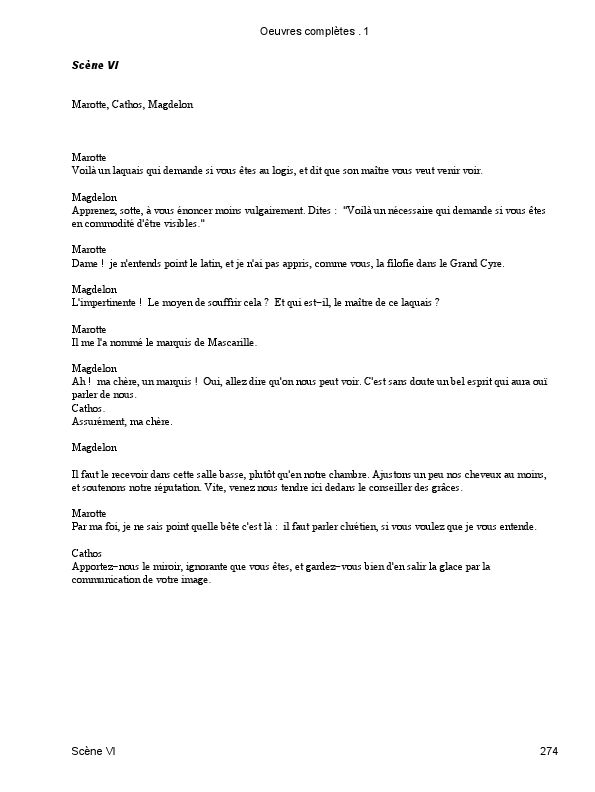 Oeuvres complètes . 1
Scène VI
Marotte, Cathos, Magdelon
Marotte
Voilà un laquais qui demande si vous êtes au logis, et dit que son maître vous veut venir voir.
Magdelon
Apprenez, sotte, à vous énoncer moins vulgairement. Dites : "Voilà un nécessaire qui demande si vous êtes
en commodité d'être visibles."
Marotte
Dame ! je n'entends point le latin, et je n'ai pas appris, comme vous, la filofie dans le Grand Cyre.
Magdelon
L'impertinente ! Le moyen de souffrir cela ? Et qui est-il, le maître de ce laquais ?
Marotte
Il me l'a nommé le marquis de Mascarille.
Magdelon
Ah ! ma chère, un marquis ! Oui, allez dire qu'on nous peut voir. C'est sans doute un bel esprit qui aura ouï
parler de nous.
Cathos.
Assurément, ma chère.
Magdelon
Il faut le recevoir dans cette salle basse, plutôt qu'en notre chambre. Ajustons un peu nos cheveux au moins,
et soutenons notre réputation. Vite, venez nous tendre ici dedans le conseiller des grâces.
Marotte
Par ma foi, je ne sais point quelle bête c'est là : il faut parler chrétien, si vous voulez que je vous entende.
Cathos
Apportez-nous le miroir, ignorante que vous êtes, et gardez-vous bien d'en salir la glace par la
communication de votre image.
Scène VI
274